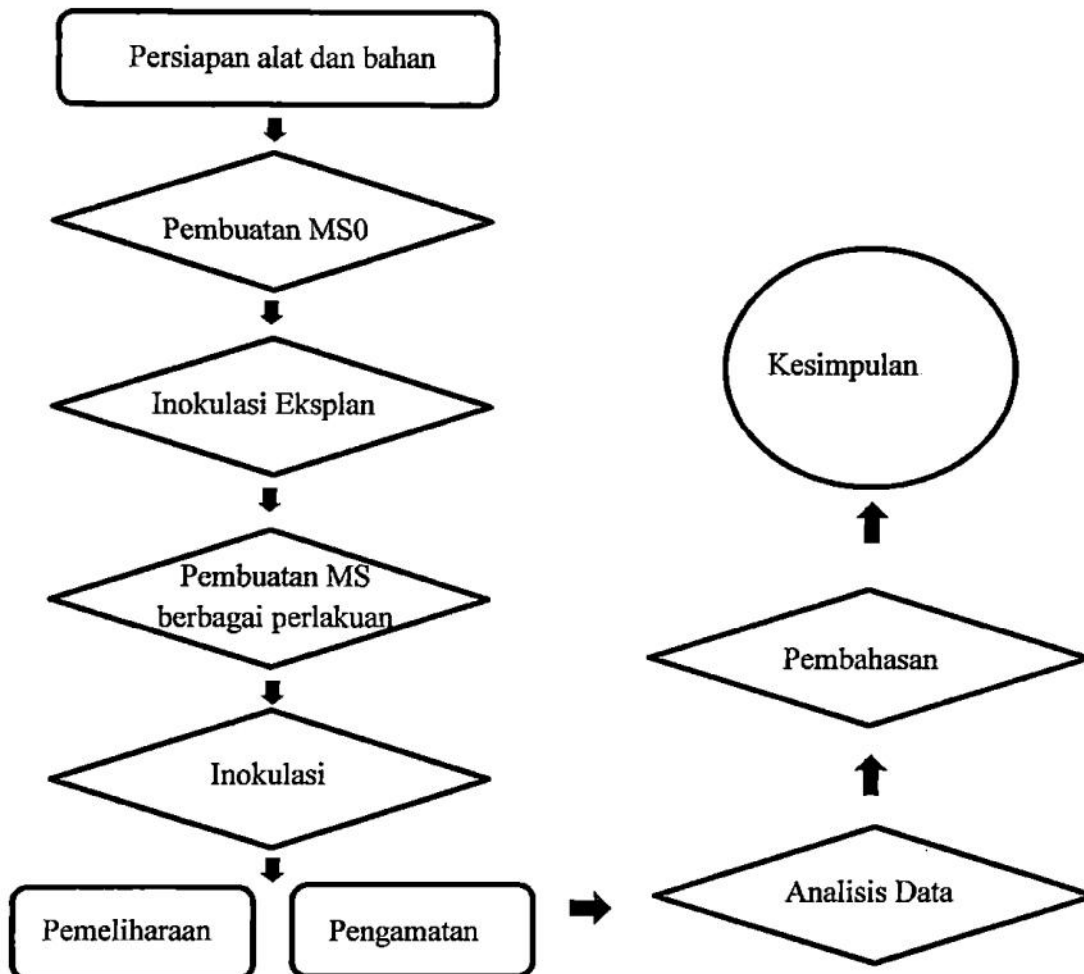 Persiapan alat dan bahan
Pembuatan MS0
Inokulasi Eksplan
Pembuatan MS
berbagai perlakuan
Inokulasi
Pemeliharaan
Pengamatan
Analisis Data
Pembahasan
Kesimpulan